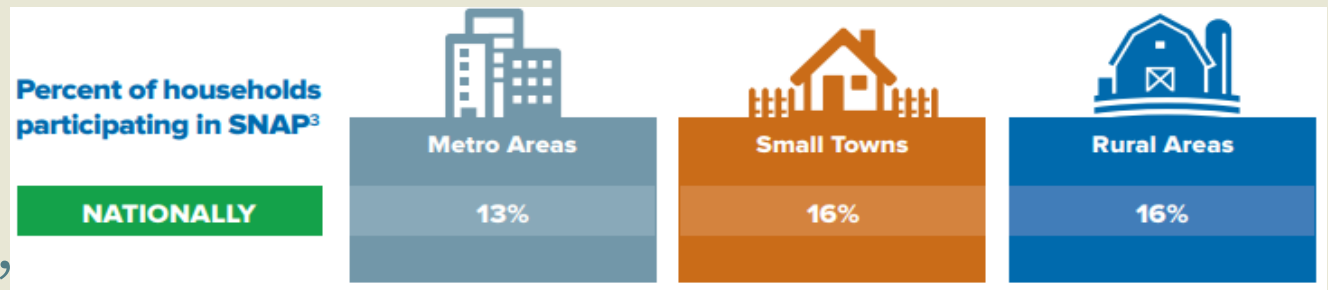 Percent of households
participating in SNAP³
Metro Areas
Small Towns
Rural Areas
NATIONALLY
13%
16%
16%
”